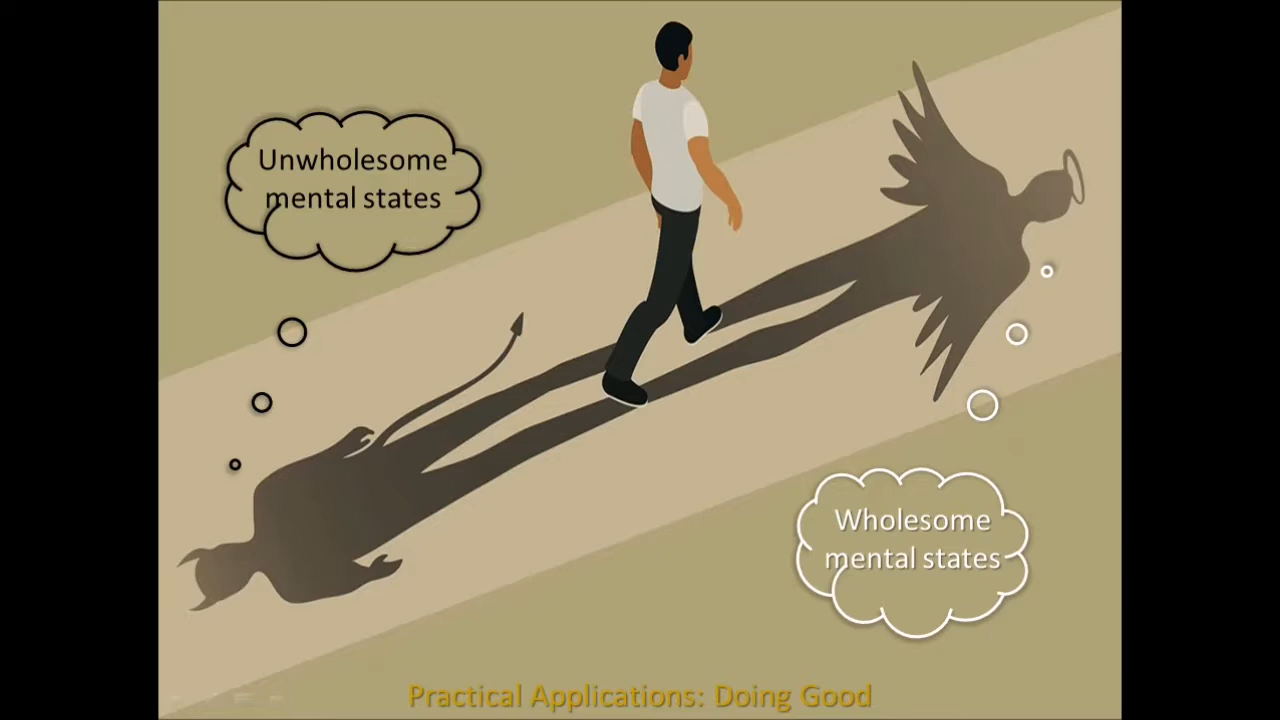 Unwholesome
mental states
Wholesome
mental states
Practical Applications: Doing Good